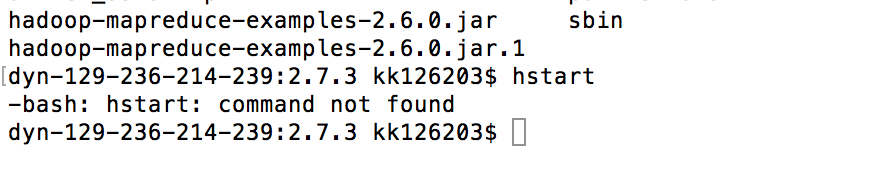 hadoop-mapreduce-examples-2.6.0.jar sbin
hadoop-mapreduce-examples-2.6.0.jar.1
[dyn-129-236-214-239:2.7.3 kk126203$ hstart
-bash: hstart: command not found
dyn-129-236-214-239:2.7.3 kk126203$